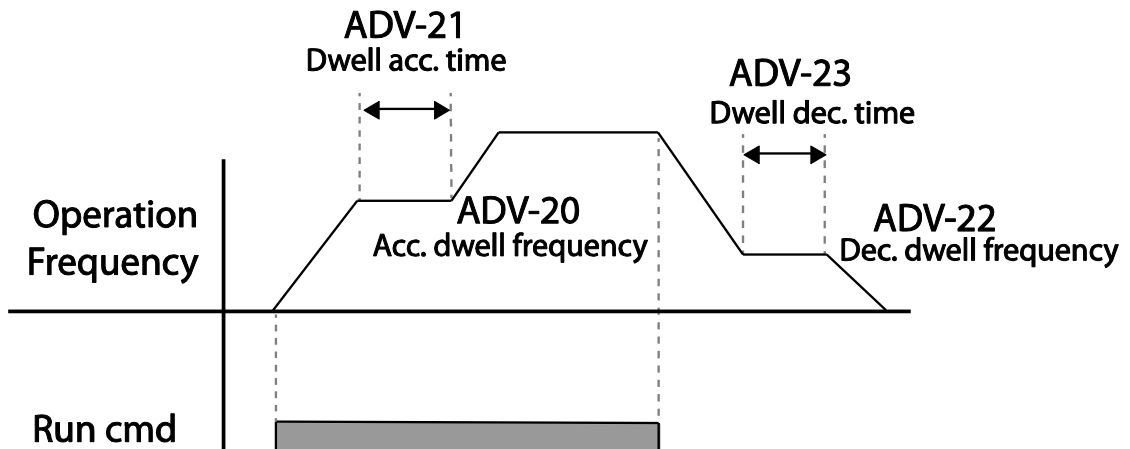 ADV-21
Dwell acc. time
ADV-23
Dwell dec. time
Operation
Frequency
ADV-20
Acc. dwell frequency
ADV-22
Dec. dwell frequency
Run cmd